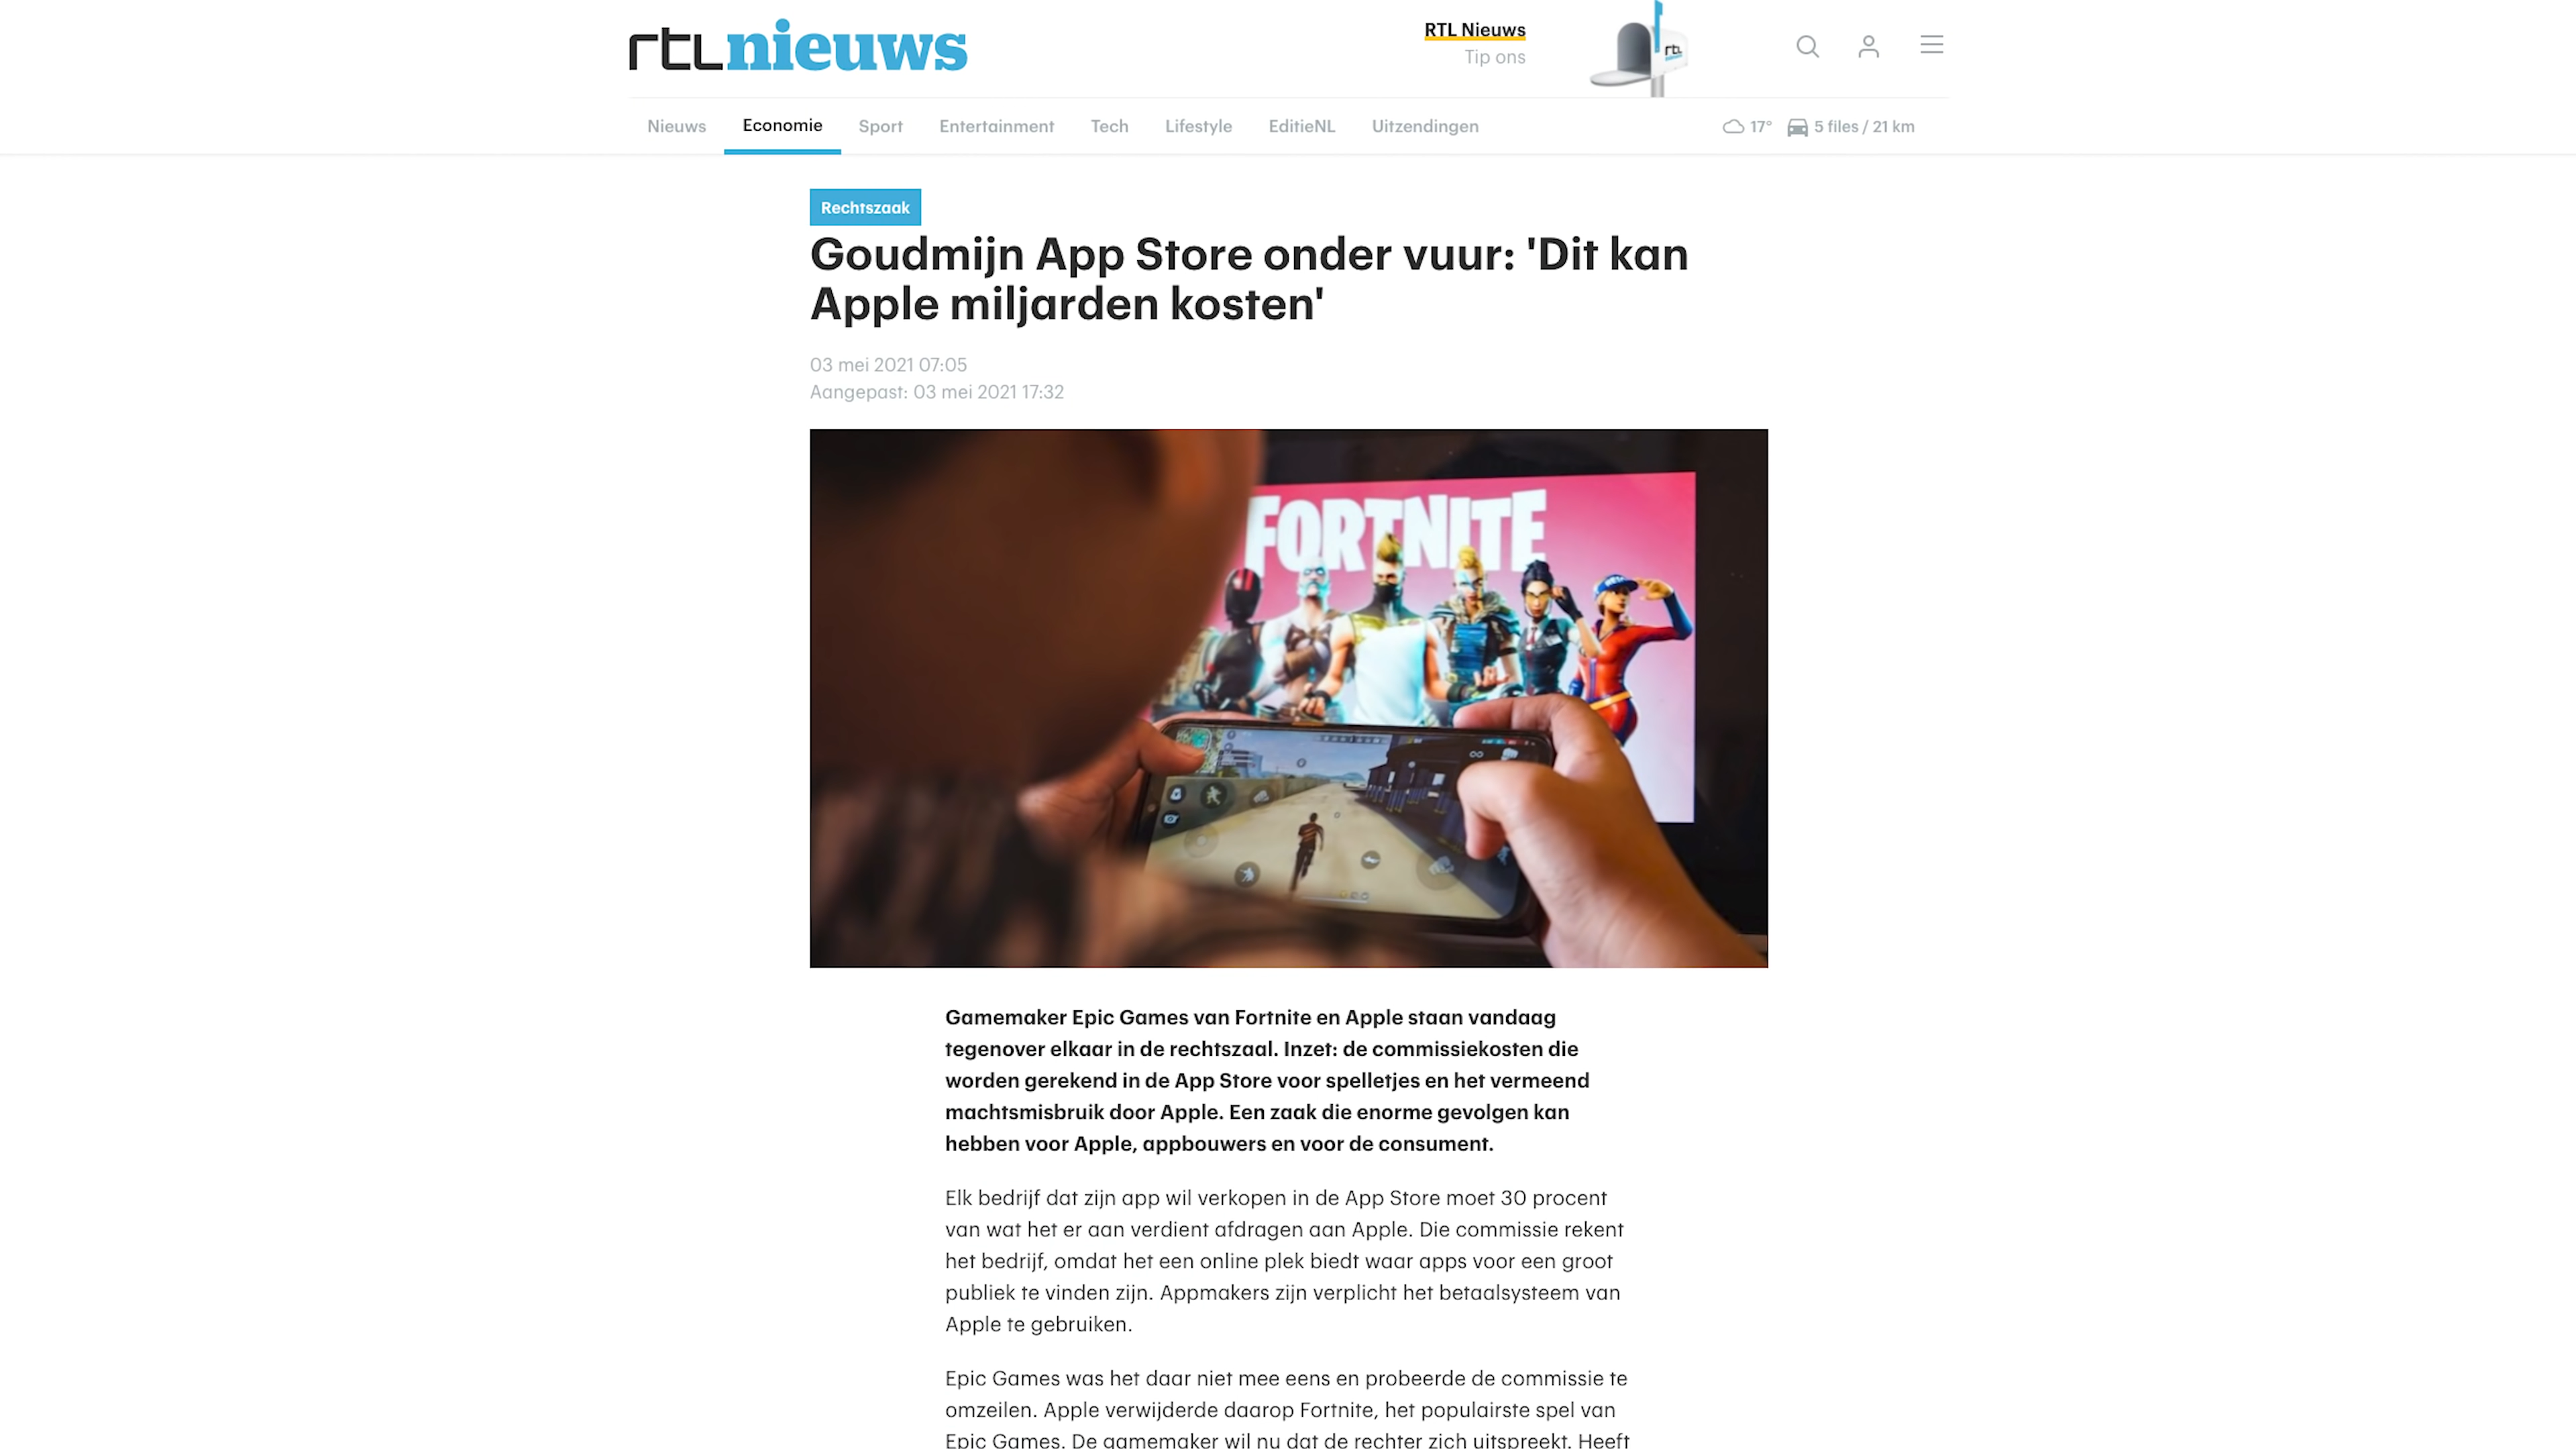 rtlnieuws
RTL Nieuws
Tip ons
rtl
Nieuws Economie Sport Entertainment Tech Lifestyle EditieNL Uitzendingen 17° 5 files / 21 km
Rechtszaak
Goudmijn App Store onder vuur: 'Dit kan
Apple miljarden kosten'
03 mei 2021 07:05
Aangepast: 03 mei 2021 17:32
FORTNITE
Gamemaker Epic Games van Fortnite en Apple staan vandaag
tegenover elkaar in de rechtszaal. Inzet: de commissiekosten die
worden gerekend in de App Store voor spelletjes en het vermeend
machtsmisbruik door Apple. Een zaak die enorme gevolgen kan
hebben voor Apple, appbouwers en voor de consument.
Elk bedrijf dat zijn app wil verkopen in de App Store moet 30 procent
van wat het er aan verdient afdragen aan Apple. Die commissie rekent
het bedrijf, omdat het een online plek biedt waar apps voor een groot
publiek te vinden zijn. Appmakers zijn verplicht het betaalsysteem van
Apple te gebruiken.
Epic Games was het daar niet mee eens en probeerde de commissie te
omzeilen. Apple verwijderde daarop Fortnite, het populairste spel van
Epic Games. De gamemaker wil nu dat de rechter zich uitspreekt. Heeft